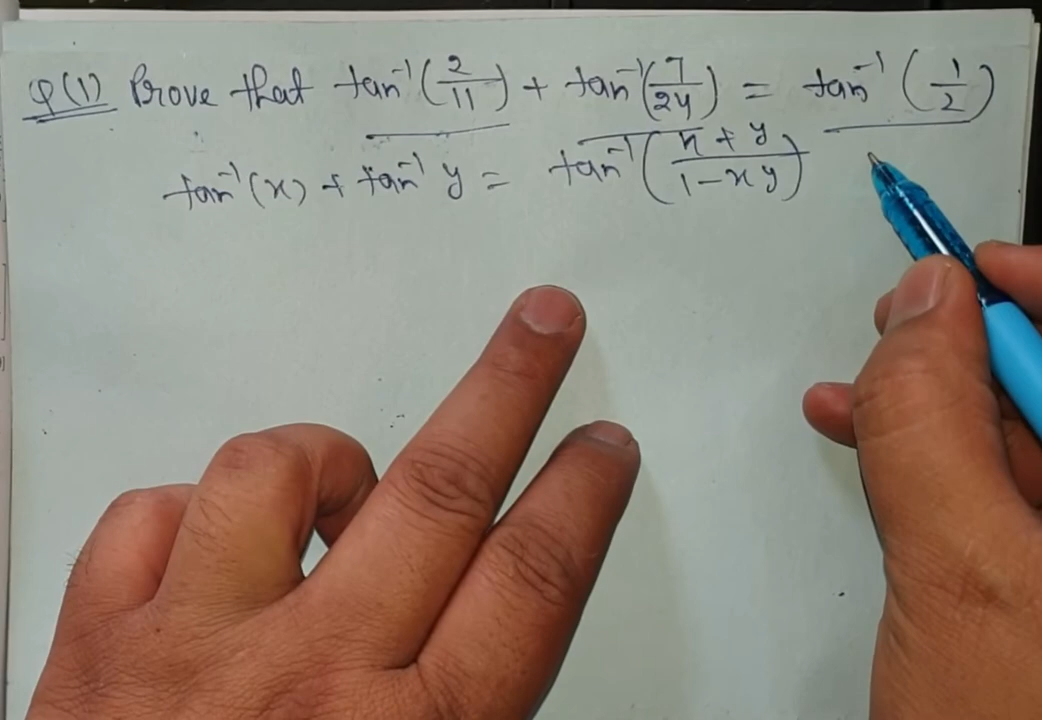 Q(1) Prove that tan⁻¹(2/11) + tan⁻¹(7/24) = tan⁻¹(1/2)
tan⁻¹(x) + tan⁻¹ y = tan⁻¹((x + y)/(1 - xy))